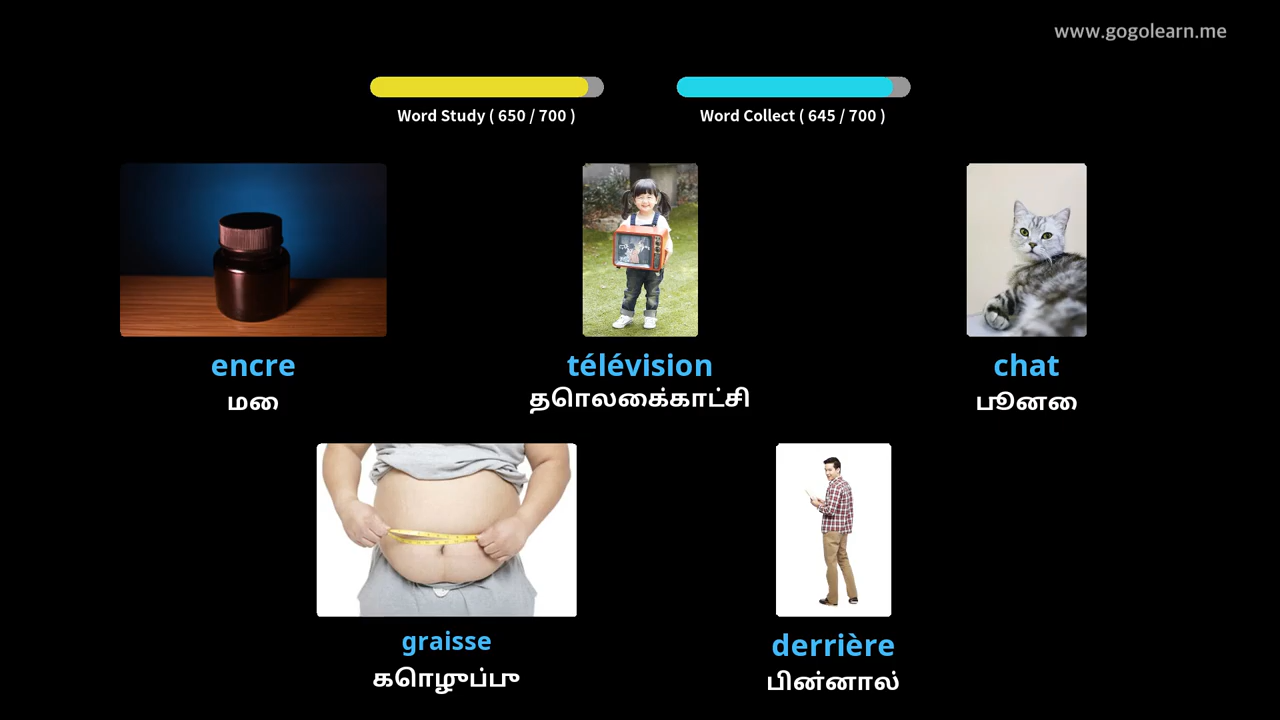 www.gogolearn.me
Word Study ( 650 / 700 )
Word Collect ( 645 / 700 )
encre
மை
télévision
தொலைக்காட்சி
chat
பூனை
graisse
கொழுப்பு
derrière
பின்னால்